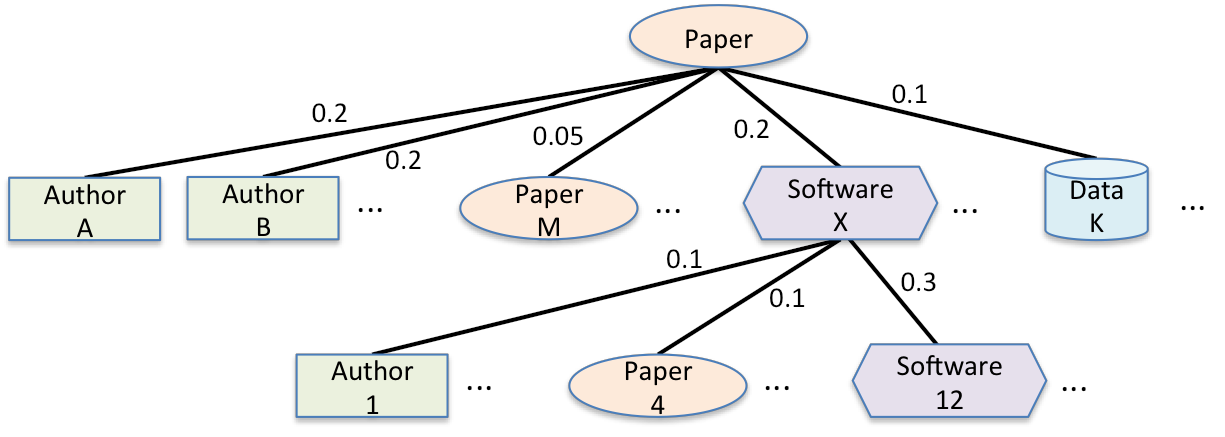 Paper
0.2
0.2
0.05
0.2
0.1
Author
A
Author
B
...
Paper
M
...
Software
X
...
Data
K
...
0.1
0.1
0.3
Author
1
...
Paper
4
...
Software
12
...